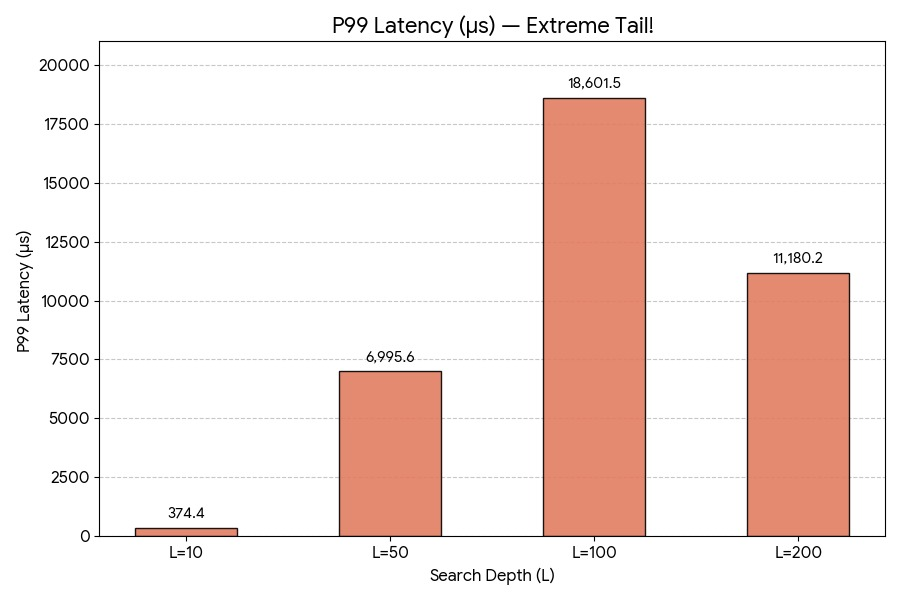 P99 Latency (µs) — Extreme Tail!
P99 Latency (µs)
20000
17500
15000
12500
10000
7500
5000
2500
0
374.4
6,995.6
18,601.5
11,180.2
L=10
L=50
L=100
L=200
Search Depth (L)